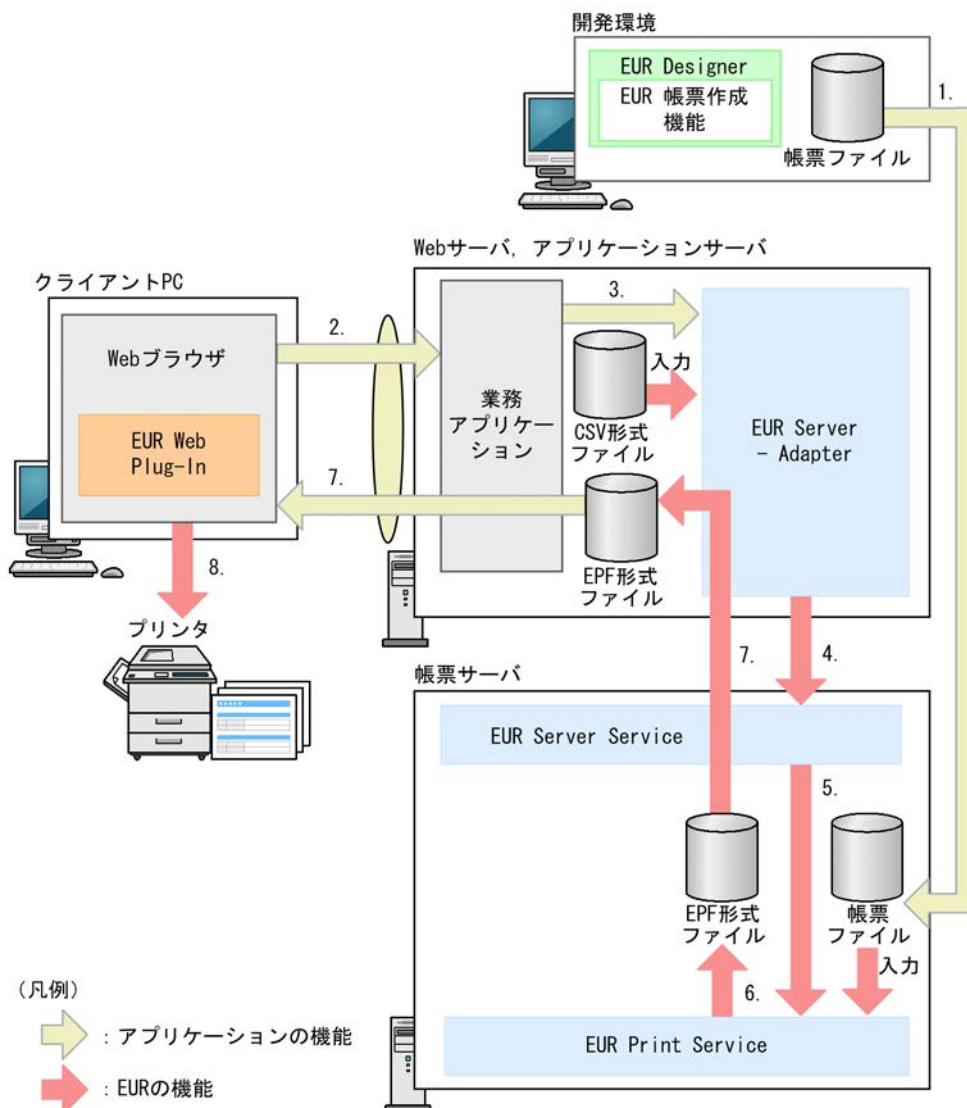 開発環境
EUR Designer
EUR 帳票作成
機能
帳票ファイル
1.
Webサーバ, アプリケーションサーバ
クライアントPC
Webブラウザ
EUR Web
Plug-In
2.
業務
アプリケー
ション
3.
CSV形式
ファイル
入力
EUR Server
- Adapter
7.
EPF形式
ファイル
8.
プリンタ
7.
4.
帳票サーバ
EUR Server Service
5.
EPF形式
ファイル
帳票
ファイル
入力
6.
EUR Print Service
(凡例)
: アプリケーションの機能
: EURの機能